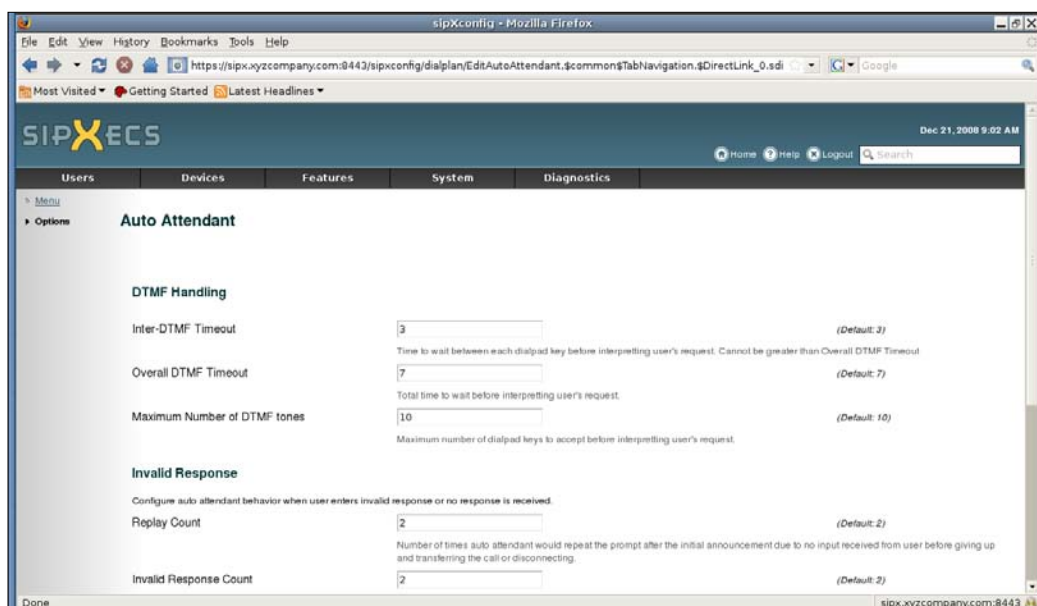 sipXconfig - Mozilla Firefox
File Edit View History Bookmarks Tools Help
https://sipx.xyzcompany.com:8443/sipxconfig/dialplan/EditAutoAttendant,$common$TabNavigation.$DirectLink_0.sdi
Google
Most Visited Getting Started Latest Headlines
SIPXECS
Dec 21, 2008 9:02 AM
Home Help Logout Search
Users Devices Features System Diagnostics
Menu
Options
Auto Attendant
DTMF Handling
Inter-DTMF Timeout 3 (Default: 3)
Time to wait between each dialpad key before interpretting user's request. Cannot be greater than Overall DTMF Timeout
Overall DTMF Timeout 7 (Default: 7)
Total time to wait before interpretting user's request.
Maximum Number of DTMF tones 10 (Default: 10)
Maximum number of dialpad keys to accept before interpretting user's request.
Invalid Response
Configure auto attendant behavior when user enters invalid response or no response is received.
Replay Count 2 (Default: 2)
Number of times auto attendant would repeat the prompt after the initial announcement due to no input received from user before giving up
and transferring the call or disconnecting.
Invalid Response Count 2 (Default: 2)
Done sipx.xyzcompany.com:8443